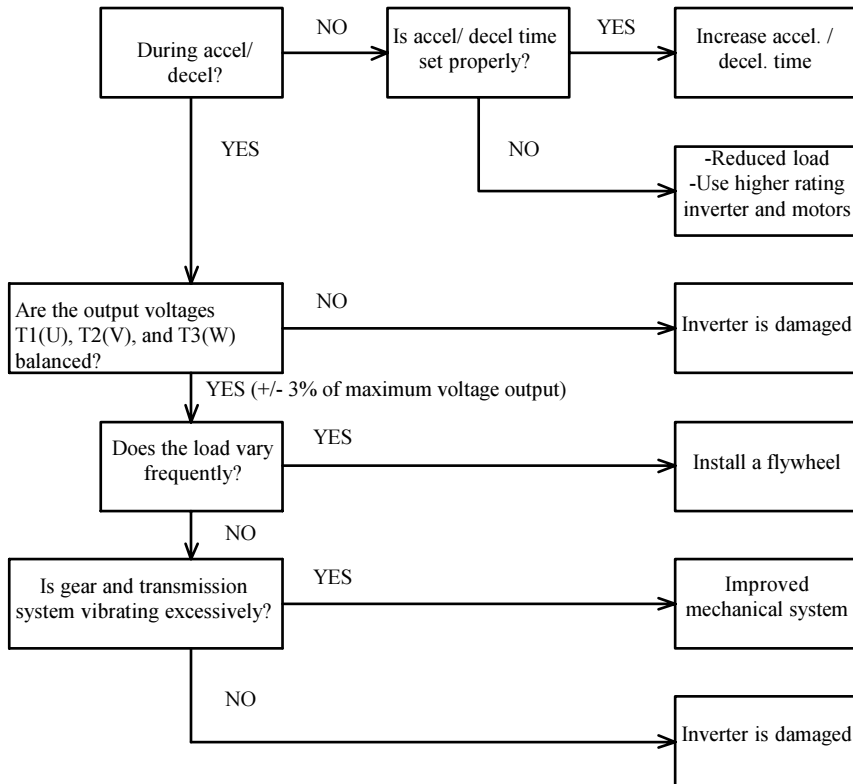 During accel/
decel?
NO
Is accel/ decel time
set properly?
YES
Increase accel. /
decel. time
YES
NO
-Reduced load
-Use higher rating
inverter and motors
Are the output voltages
T1(U), T2(V), and T3(W)
balanced?
NO
Inverter is damaged
YES (+/- 3% of maximum voltage output)
Does the load vary
frequently?
YES
Install a flywheel
NO
Is gear and transmission
system vibrating excessively?
YES
Improved
mechanical system
NO
Inverter is damaged